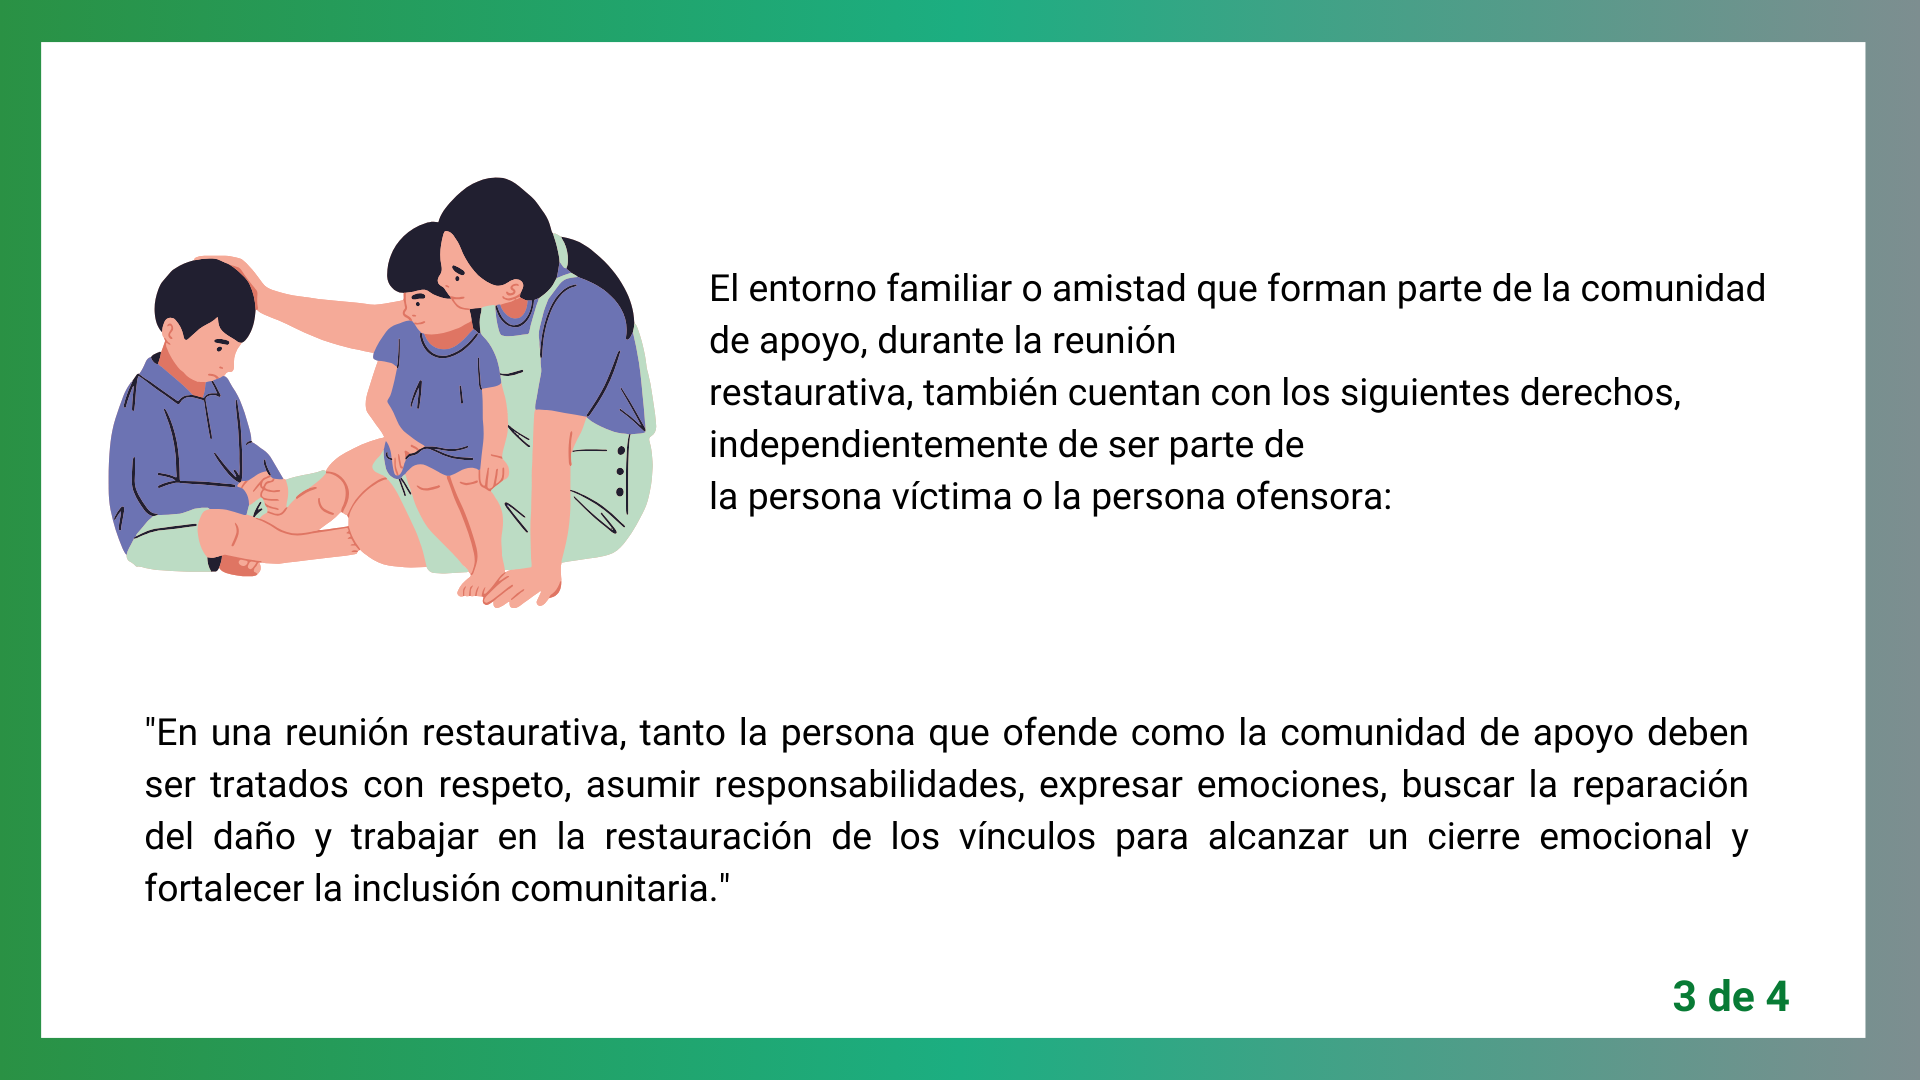 El entorno familiar o amistad que forman parte de la comunidad
de apoyo, durante la reunión
restaurativa, también cuentan con los siguientes derechos,
independientemente de ser parte de
la persona víctima o la persona ofensora:
"En una reunión restaurativa, tanto la persona que ofende como la comunidad de apoyo deben
ser tratados con respeto, asumir responsabilidades, expresar emociones, buscar la reparación
del daño y trabajar en la restauración de los vínculos para alcanzar un cierre emocional y
fortalecer la inclusión comunitaria."
3 de 4